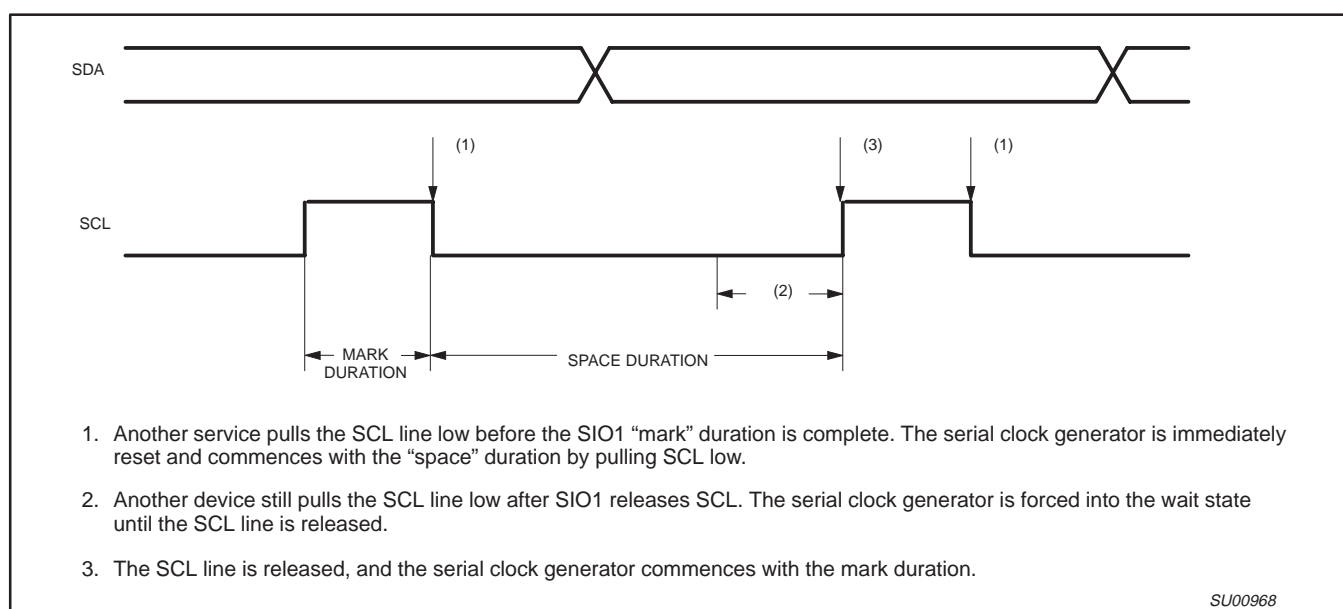 SDA
(1)
(3)
(1)
SCL
(2)
MARK
DURATION
SPACE DURATION
1. Another service pulls the SCL line low before the SIO1 “mark” duration is complete. The serial clock generator is immediately
reset and commences with the “space” duration by pulling SCL low.
2. Another device still pulls the SCL line low after SIO1 releases SCL. The serial clock generator is forced into the wait state
until the SCL line is released.
3. The SCL line is released, and the serial clock generator commences with the mark duration.
SU00968